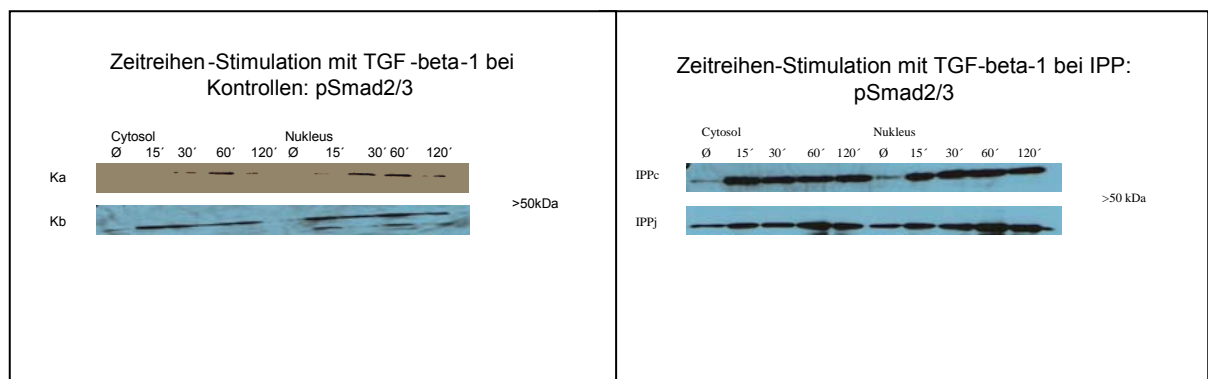 Zeitreihen-Stimulation mit TGF-beta-1 bei
Kontrollen: pSmad2/3
Cytosol Nukleus
Ø 15´ 30´ 60´ 120´ Ø 15´ 30´ 60´ 120´
Ka
>50kDa
Kb
Zeitreihen-Stimulation mit TGF-beta-1 bei IPP:
pSmad2/3
Cytosol Nukleus
Ø 15´ 30´ 60´ 120´ Ø 15´ 30´ 60´ 120´
IPPc
>50 kDa
IPPj